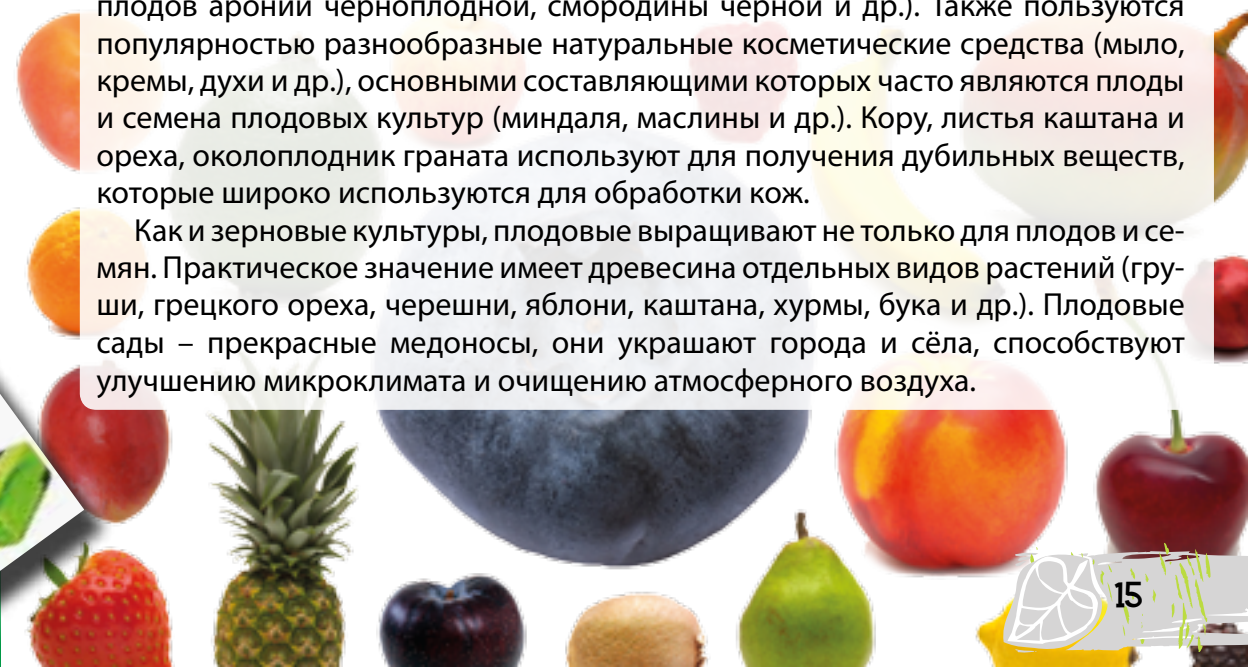 плодов аронии черноплодной, смородины чёрной и др.). Также пользуются
популярностью разнообразные натуральные косметические средства (мыло,
кремы, духи и др.), основными составляющими которых часто являются плоды
и семена плодовых культур (миндаля, маслины и др.). Кору, листья каштана и
ореха, околоплодник граната используют для получения дубильных веществ,
которые широко используются для обработки кож.
Как и зерновые культуры, плодовые выращивают не только для плодов и се-
мян. Практическое значение имеет древесина отдельных видов растений (гру-
ши, грецкого ореха, черешни, яблони, каштана, хурмы, бука и др.). Плодовые
сады – прекрасные медоносы, они украшают города и сёла, способствуют
улучшению микроклимата и очищению атмосферного воздуха.
15